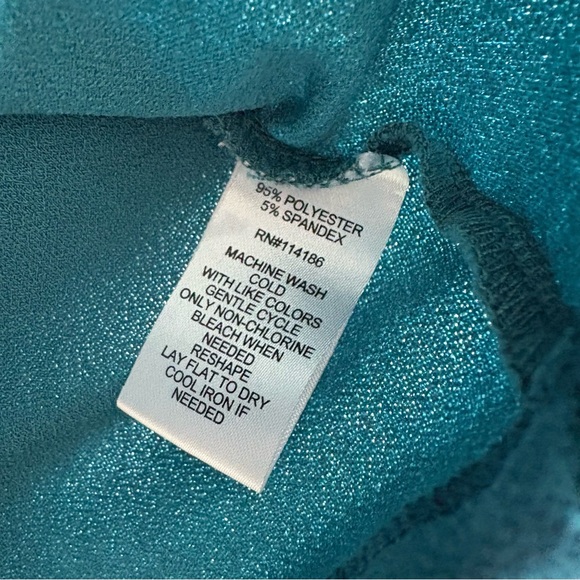 95% POLYESTER
5% SPANDEX
RN#114186
MACHINE WASH
COLD
WITH LIKE COLORS
GENTLE CYCLE
ONLY NON-CHLORINE
BLEACH WHEN
NEEDED
RESHAPE
LAY FLAT TO DRY
COOL IRON IF
NEEDED